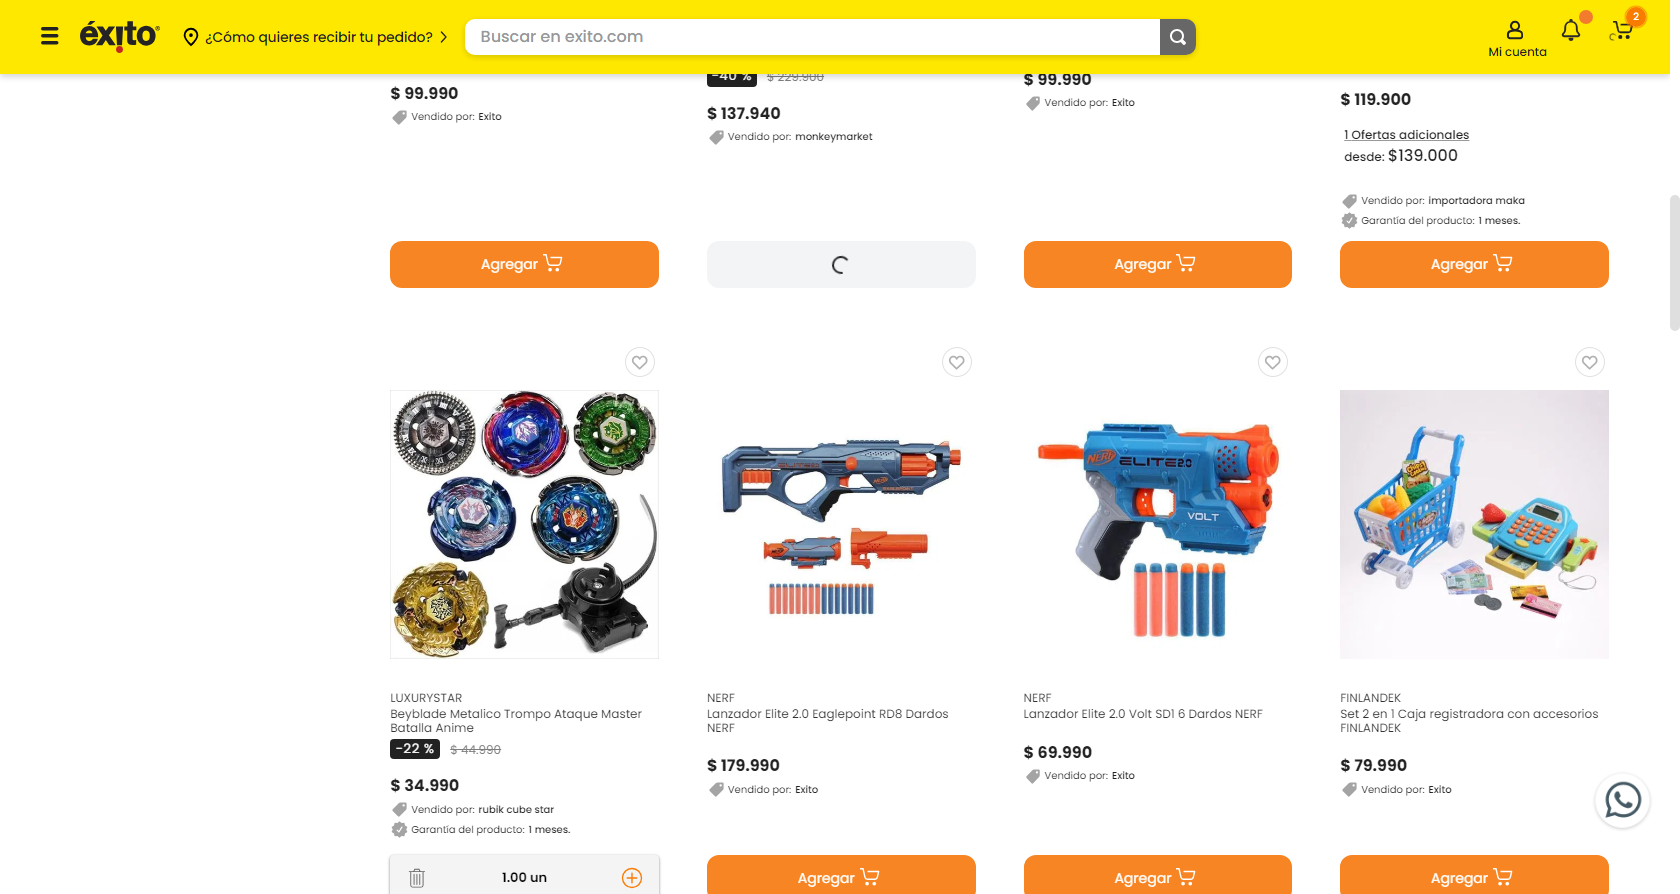 éxito
¿Cómo quieres recibir tu pedido?
Buscar en exito.com
Mi cuenta
2
$ 99.990
Vendido por: Exito
-40 % $ 229.900
$ 137.940
Vendido por: monkeymarket
$ 99.990
Vendido por: Exito
$ 119.900
1 Ofertas adicionales
desde: $139.000
Vendido por: importadora maka
Garantía del producto: 1 meses.
Agregar
Agregar
Agregar
NERF
NERF
ELITE 2.0
VOLT
LUXURYSTAR
Beyblade Metalico Trompo Ataque Master
Batalla Anime
-22 % $ 44.990
$ 34.990
Vendido por: rubik cube star
Garantía del producto: 1 meses.
1.00 un
NERF
Lanzador Elite 2.0 Eaglepoint RD8 Dardos
NERF
$ 179.990
Vendido por: Exito
Agregar
NERF
Lanzador Elite 2.0 Volt SD1 6 Dardos NERF
$ 69.990
Vendido por: Exito
Agregar
FINLANDEK
Set 2 en 1 Caja registradora con accesorios
FINLANDEK
$ 79.990
Vendido por: Exito
Agregar